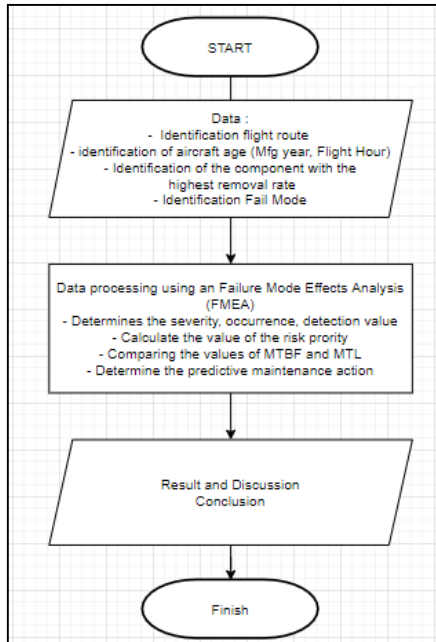 START
Data :
- Identification flight route
- identification of aircraft age (Mfg year, Flight Hour)
- Identification of the component with the
highest removal rate
- Identification Fail Mode
Data processing using an Failure Mode Effects Analysis
(FMEA)
- Determines the severity, occurrence, detection value
- Calculate the value of the risk prority
- Comparing the values of MTBF and MTL
- Determine the predictive maintenance action
Result and Discussion
Conclusion
Finish